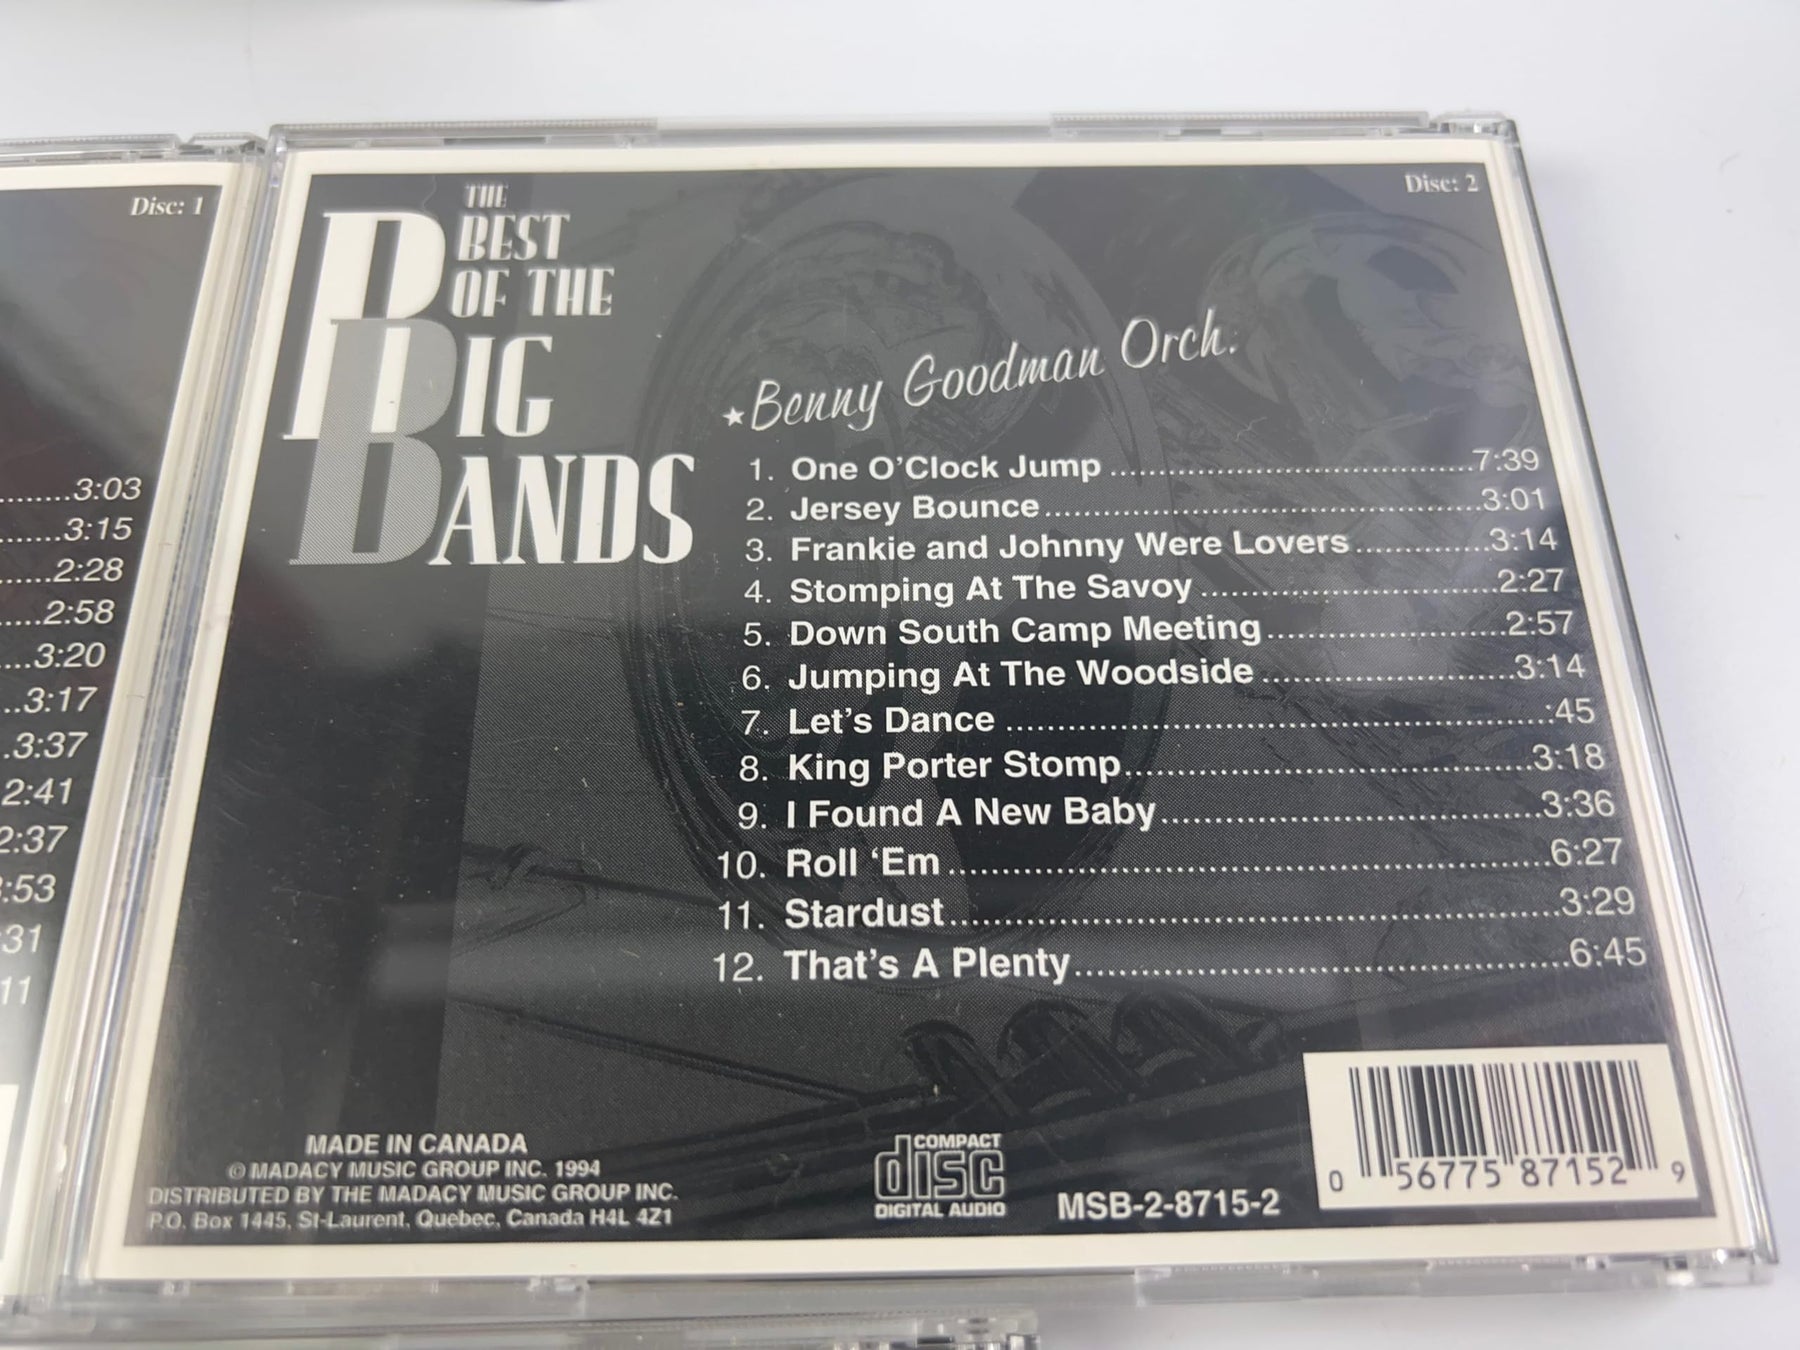 Disc: 1
3:03
3:15
2:28
2:58
3:20
3:17
3:37
2:41
2:37
:53
31
11
THE
BEST
OF THE
BIG
BANDS
Disc: 2
Benny Goodman Orch.
1. One O'Clock Jump 7:39
2. Jersey Bounce 3:01
3. Frankie and Johnny Were Lovers 3:14
4. Stomping At The Savoy 2:27
5. Down South Camp Meeting 2:57
6. Jumping At The Woodside 3:14
7. Let's Dance :45
8. King Porter Stomp 3:18
9. I Found A New Baby 3:36
10. Roll 'Em 6:27
11. Stardust 3:29
12. That's A Plenty 6:45
MADE IN CANADA
© MADACY MUSIC GROUP INC. 1994
DISTRIBUTED BY THE MADACY MUSIC GROUP INC.
P.O. Box 1445, St-Laurent, Quebec, Canada H4L 4Z1
COMPACT
disc
DIGITAL AUDIO
MSB-2-8715-2
0 56775 87152 9